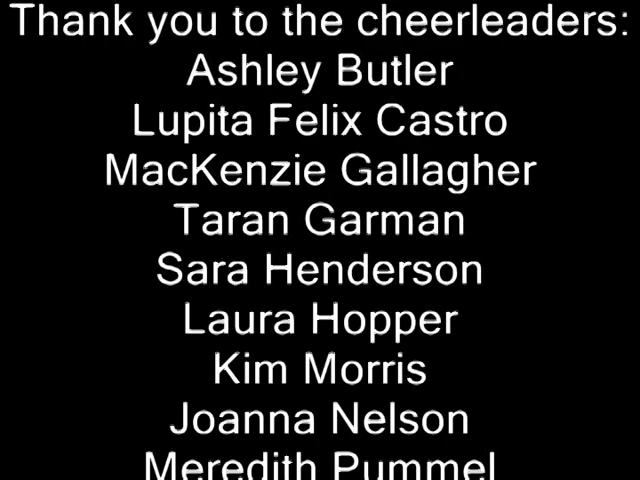 Thank you to the cheerleaders:
Ashley Butler
Lupita Felix Castro
MacKenzie Gallagher
Taran Garman
Sara Henderson
Laura Hopper
Kim Morris
Joanna Nelson
Meredith Pummel